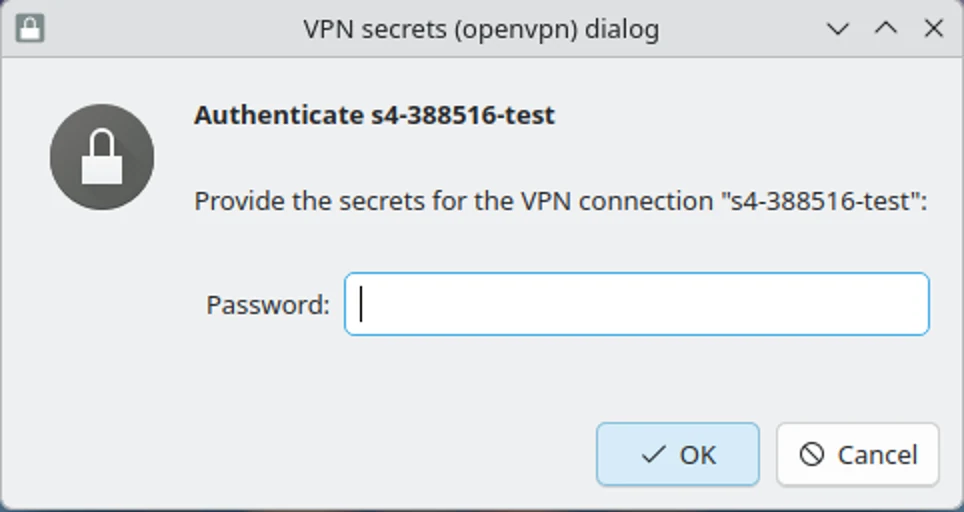 VPN secrets (openvpn) dialog
Authenticate s4-388516-test
Provide the secrets for the VPN connection "s4-388516-test":
Password:
OK
Cancel